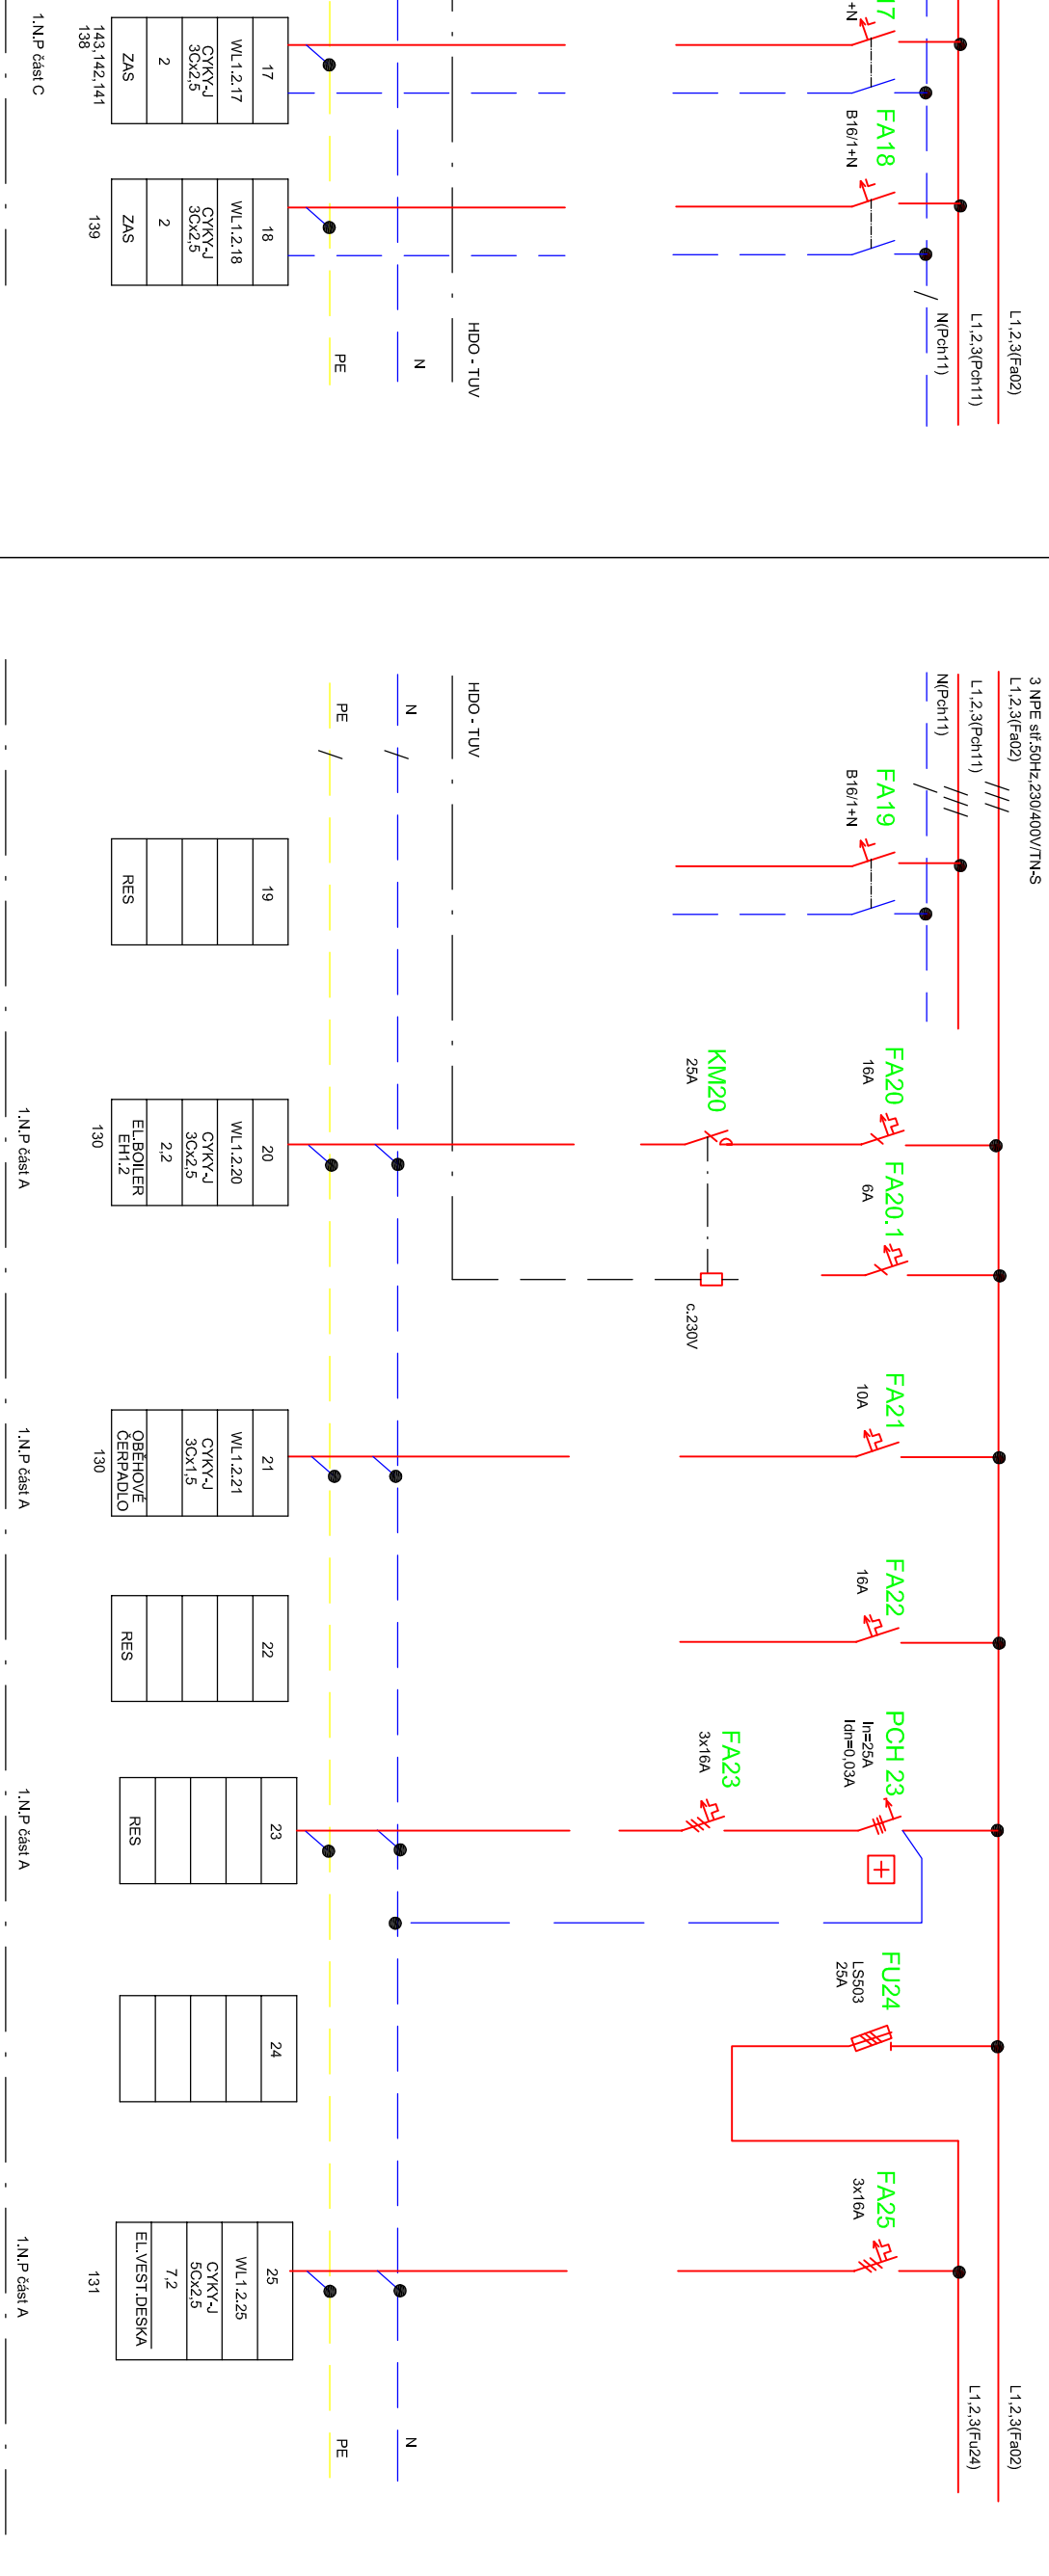 17
+N
FA18
B16/1+N
L1,2,3(Fa02)
L1,2,3(Pch11)
N(Pch11)
HDO - TUV
N
PE
17
WL1.2.17
CYKY-J
3Cx2,5
2
ZAS
143,142,141
138
1.N.P část C
18
WL1.2.18
CYKY-J
3Cx2,5
2
ZAS
139
3 NPE stř.50Hz,230/400V/TN-S
L1,2,3(Fa02)
L1,2,3(Pch11)
N(Pch11)
HDO - TUV
N
PE
FA19
B16/1+N
FA20
16A
FA20.1
6A
KM20
25A
c.230V
FA21
10A
FA22
16A
PCH 23
In=25A
Idn=0,03A
FA23
3x16A
FU24
LS503
25A
FA25
3x16A
L1,2,3(Fa02)
L1,2,3(Fu24)
N
PE
19
RES
20
WL1.2.20
CYKY-J
3Cx2,5
2,2
EL.BOILER
EH1.2
130
1.N.P část A
21
WL1.2.21
CYKY-J
3Cx1,5
OBĚHOVÉ
ČERPADLO
130
1.N.P část A
22
RES
23
RES
1.N.P část A
24
25
WL1.2.25
CYKY-J
5Cx2,5
7,2
EL.VEST.DESKA
131
1.N.P část A